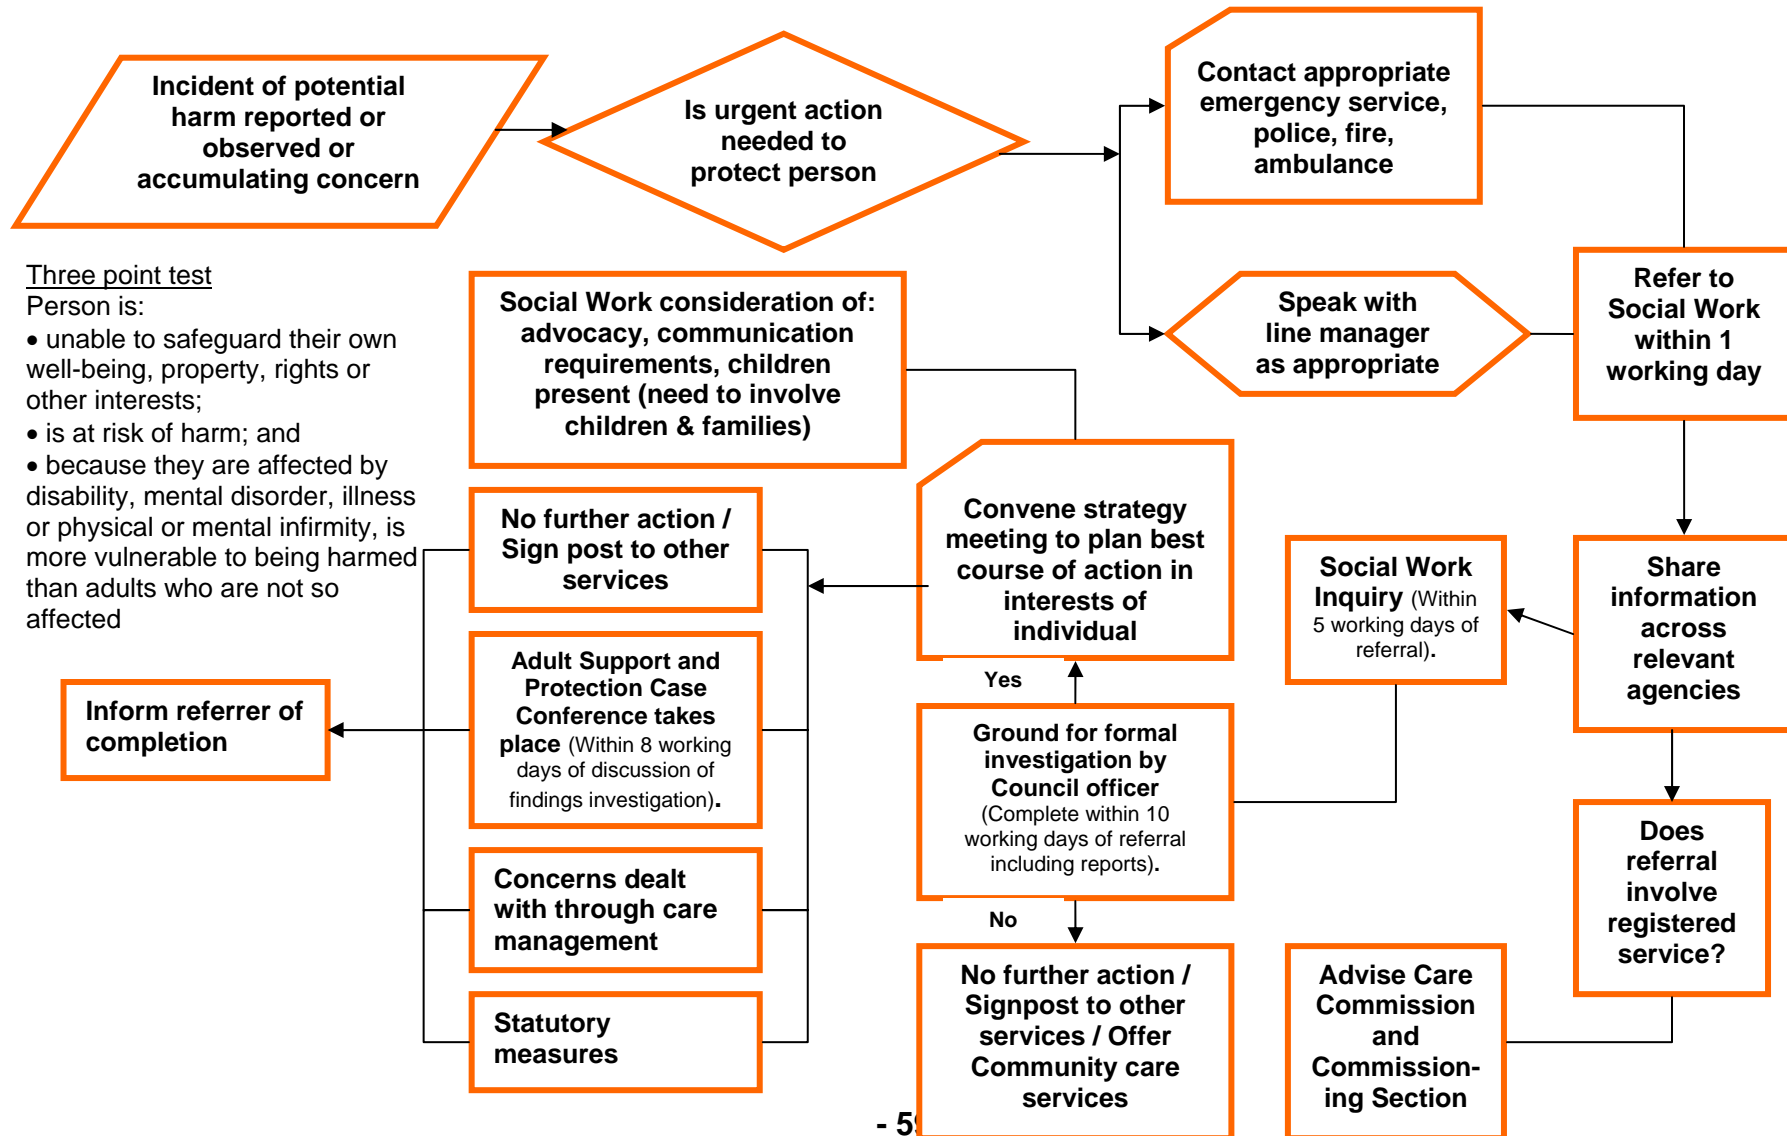 Incident of potential
harm reported or
observed or
accumulating concern
Is urgent action
needed to
protect person
Contact appropriate
emergency service,
police, fire,
ambulance
Speak with
line manager
as appropriate
Refer to
Social Work
within 1
working day
Three point test
Person is:
• unable to safeguard their own
well-being, property, rights or
other interests;
• is at risk of harm; and
• because they are affected by
disability, mental disorder, illness
or physical or mental infirmity, is
more vulnerable to being harmed
than adults who are not so
affected
Social Work consideration of:
advocacy, communication
requirements, children
present (need to involve
children & families)
Convene strategy
meeting to plan best
course of action in
interests of
individual
Social Work
Inquiry (Within
5 working days of
referral).
Share
information
across
relevant
agencies
No further action /
Sign post to other
services
Adult Support and
Protection Case
Conference takes
place (Within 8 working
days of discussion of
findings investigation).
Concerns dealt
with through care
management
Statutory
measures
Inform referrer of
completion
Yes
Ground for formal
investigation by
Council officer
(Complete within 10
working days of referral
including reports).
No
No further action /
Signpost to other
services / Offer
Community care
services
Does
referral
involve
registered
service?
Advise Care
Commission
and
Commission-
ing Section
- 59